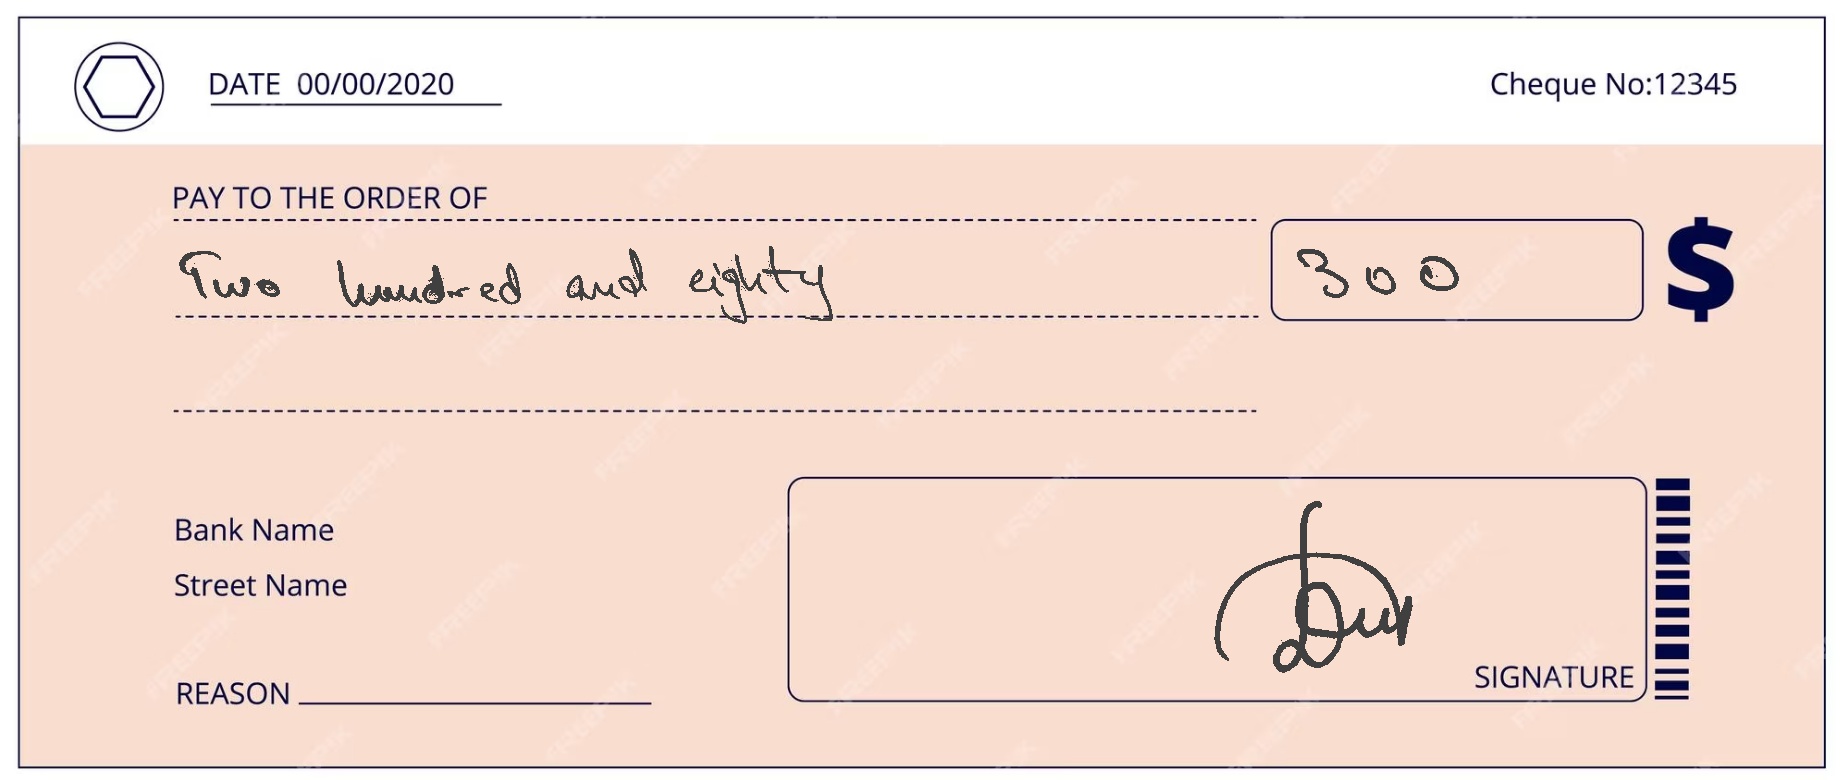 DATE 00/00/2020
Cheque No:12345
PAY TO THE ORDER OF
Two hundred and eighty
300 $
Bank Name
Street Name
REASON
SIGNATURE